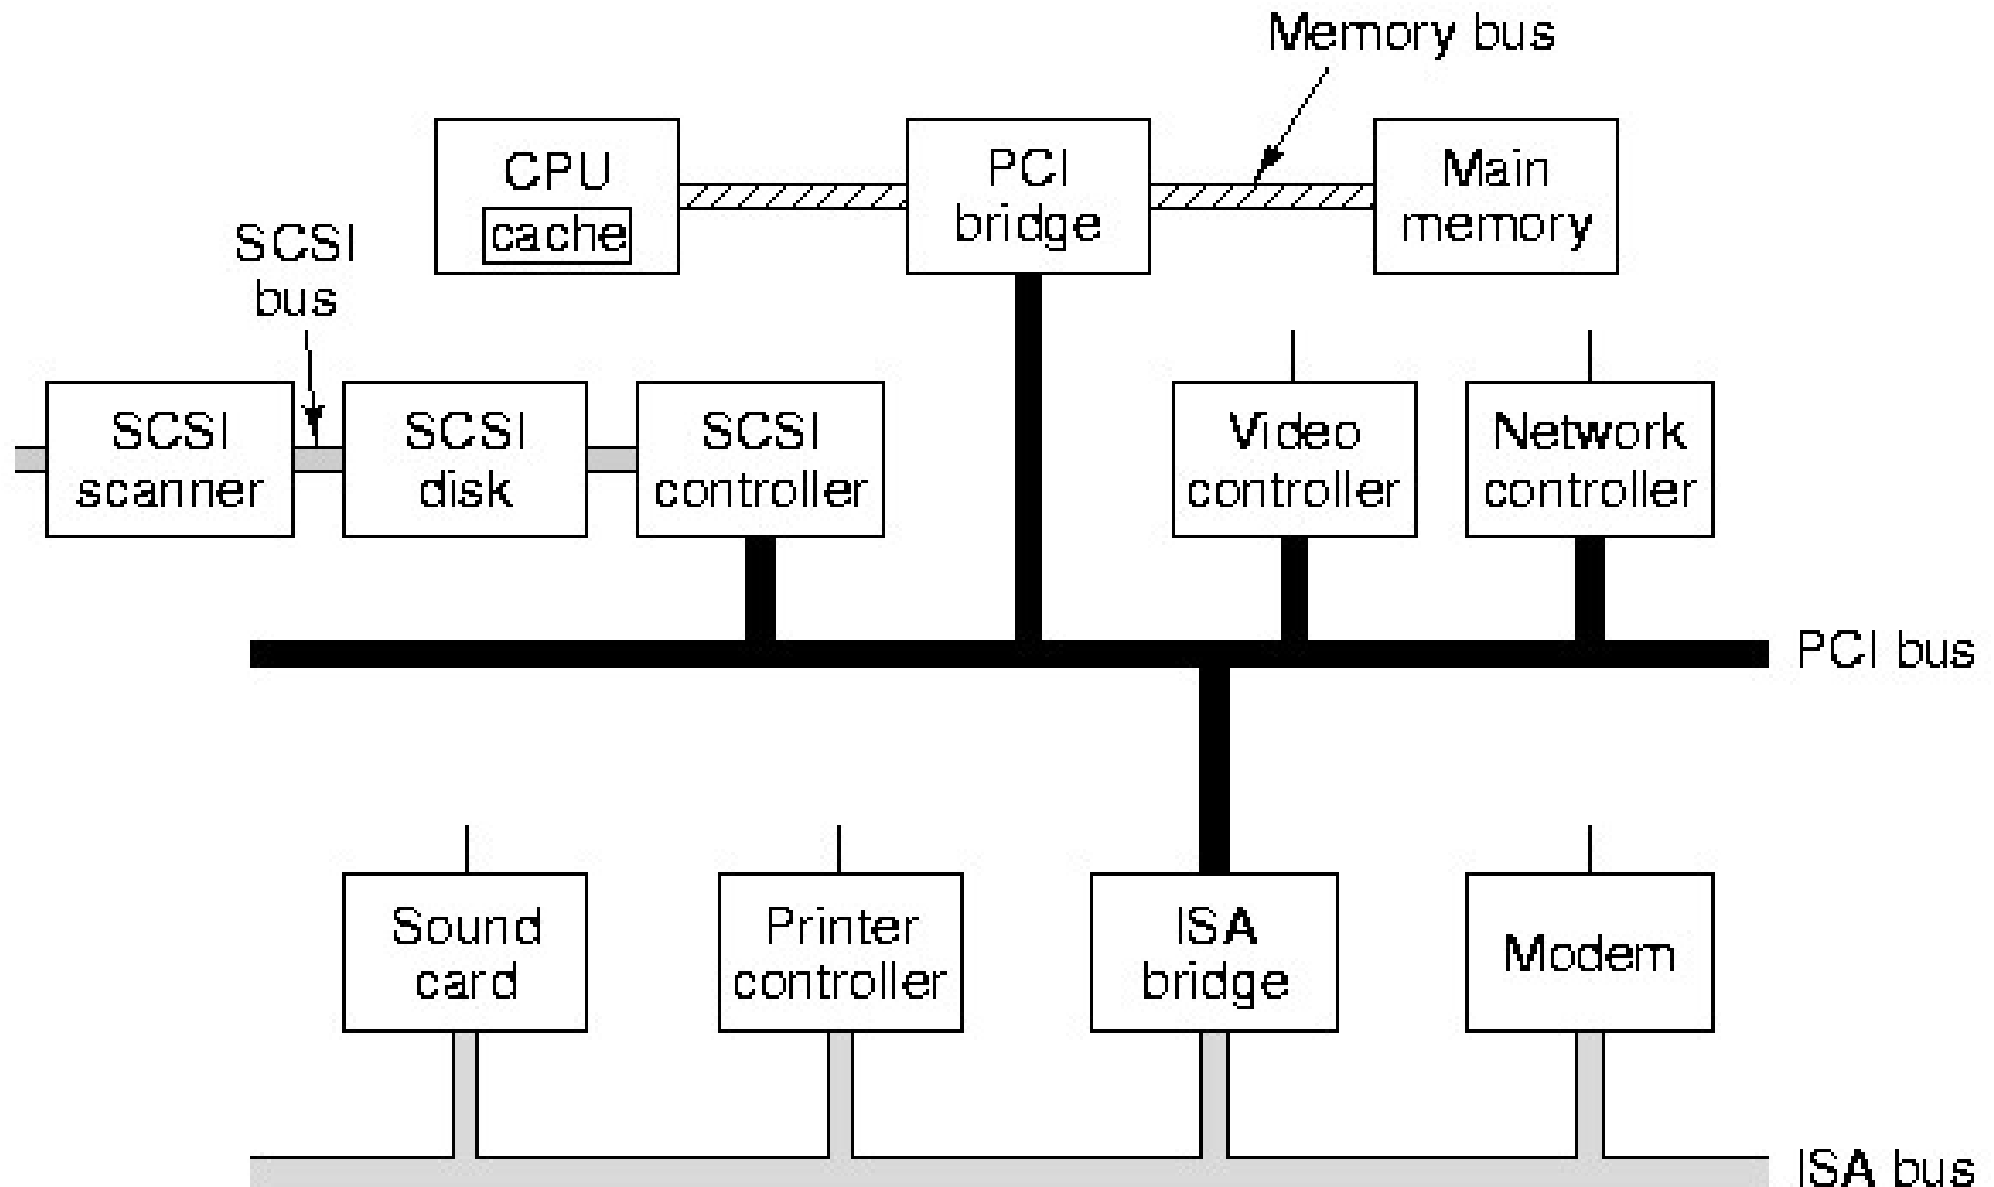 Memory bus
CPU
cache
PCI
bridge
Main
memory
SCSI
bus
SCSI
scanner
SCSI
disk
SCSI
controller
Video
controller
Network
controller
PCI bus
Sound
card
Printer
controller
ISA
bridge
Modem
ISA bus